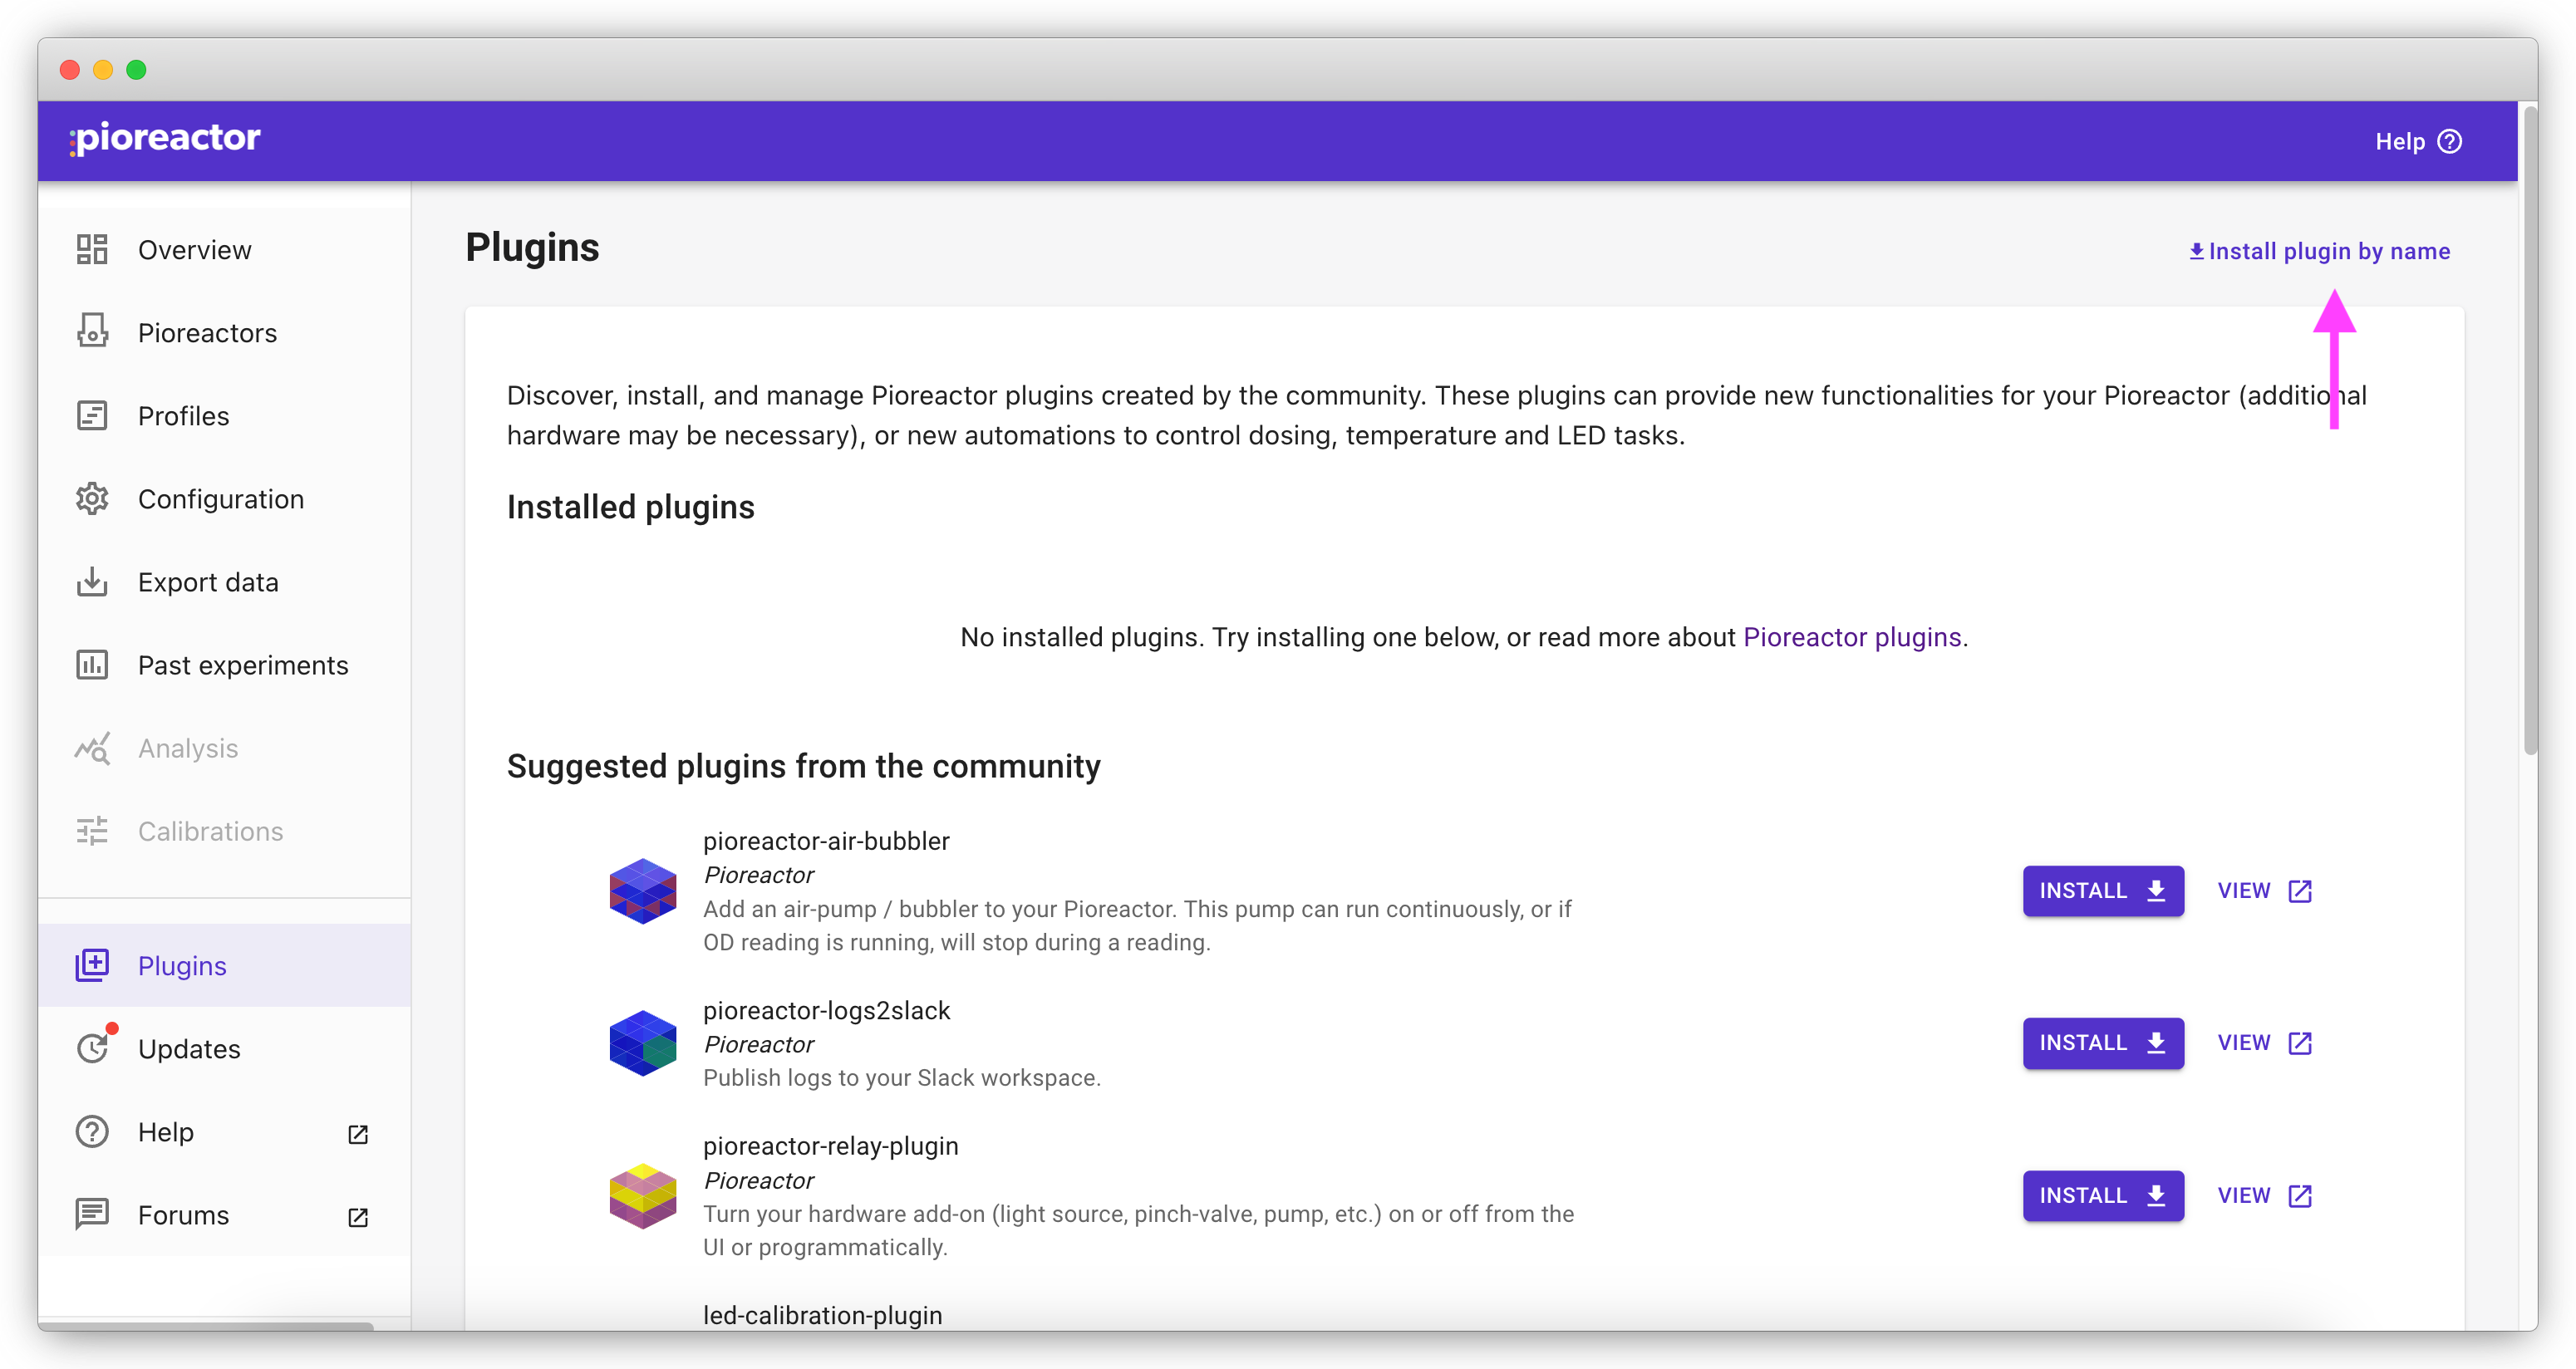 pioreactor
Help
Overview
Pioreactors
Profiles
Configuration
Export data
Past experiments
Analysis
Calibrations
Plugins
Updates
Help
Forums
Plugins
Install plugin by name
Discover, install, and manage Pioreactor plugins created by the community. These plugins can provide new functionalities for your Pioreactor (additional
hardware may be necessary), or new automations to control dosing, temperature and LED tasks.
Installed plugins
No installed plugins. Try installing one below, or read more about Pioreactor plugins.
Suggested plugins from the community
pioreactor-air-bubbler
Pioreactor
Add an air-pump / bubbler to your Pioreactor. This pump can run continuously, or if
OD reading is running, will stop during a reading.
INSTALL VIEW
pioreactor-logs2slack
Pioreactor
Publish logs to your Slack workspace.
INSTALL VIEW
pioreactor-relay-plugin
Pioreactor
Turn your hardware add-on (light source, pinch-valve, pump, etc.) on or off from the
UI or programmatically.
INSTALL VIEW
led-calibration-plugin